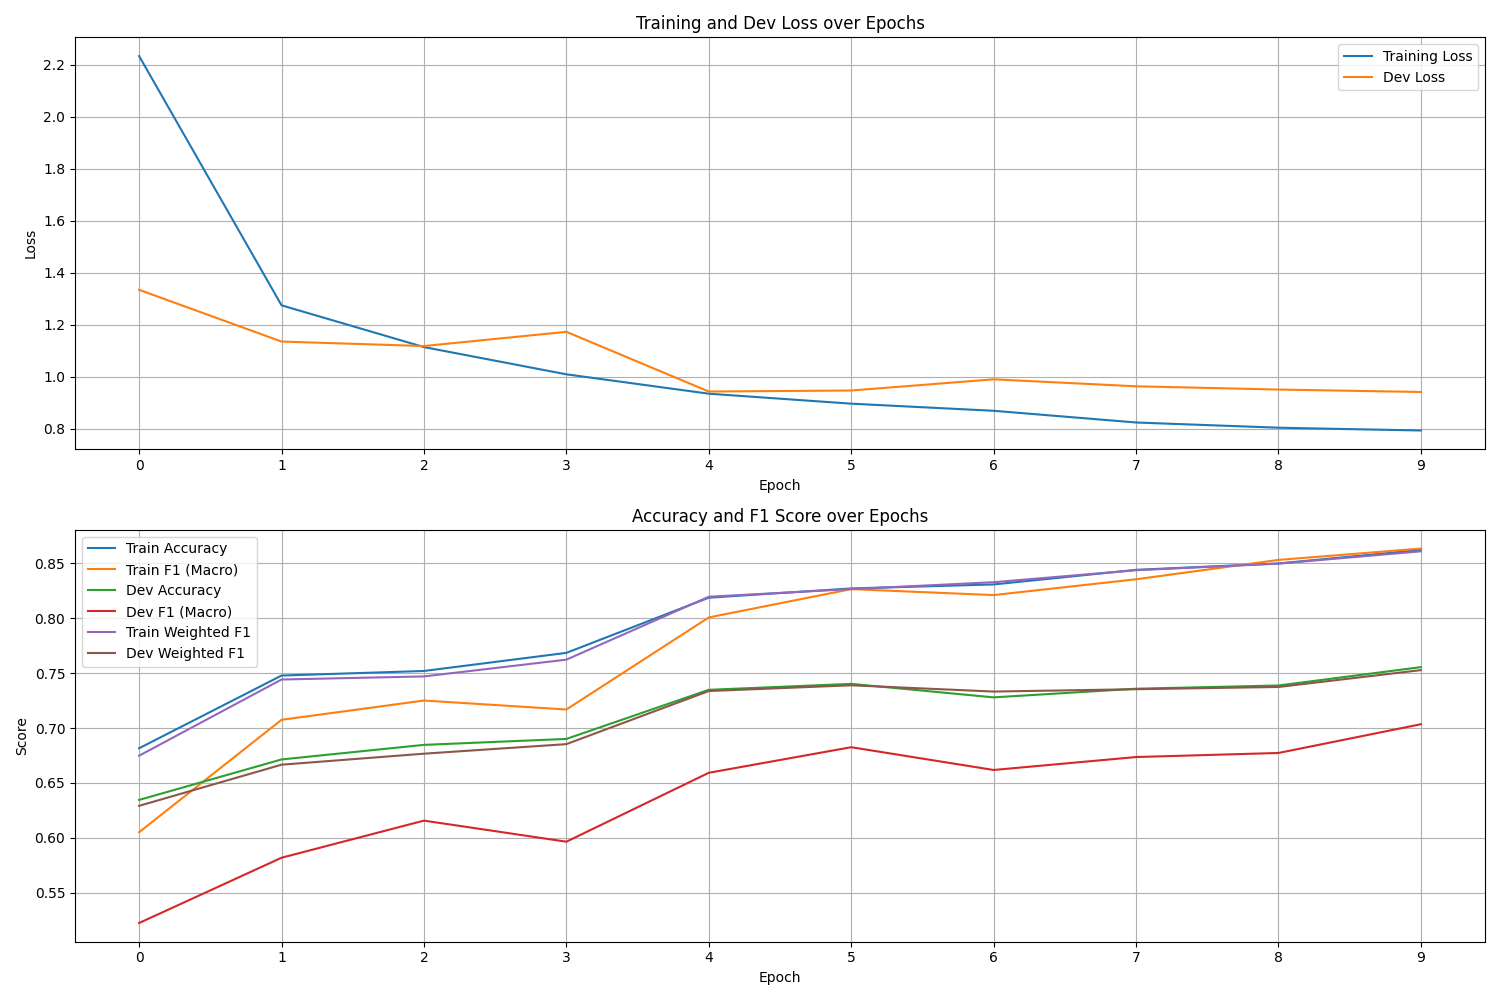 Training and Dev Loss over Epochs
Training Loss
Dev Loss
2.2
2.0
1.8
1.6
1.4
1.2
1.0
0.8
Loss
0 1 2 3 4 5 6 7 8 9
Epoch
Accuracy and F1 Score over Epochs
Train Accuracy
Train F1 (Macro)
Dev Accuracy
Dev F1 (Macro)
Train Weighted F1
Dev Weighted F1
0.85
0.80
0.75
0.70
0.65
0.60
0.55
Score
0 1 2 3 4 5 6 7 8 9
Epoch